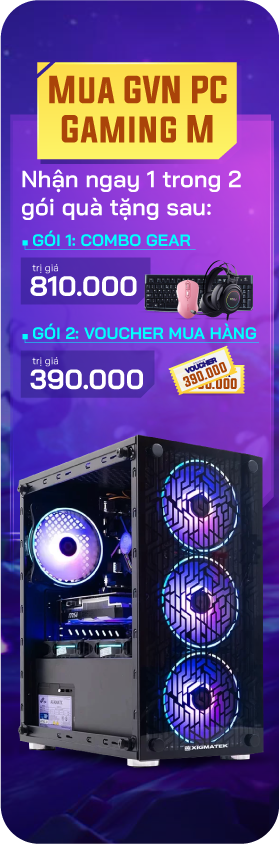 MUA GVN PC
GAMING M
Nhận ngay 1 trong 2
gói quà tặng sau:
GÓI 1: COMBO GEAR
trị giá
810.000
GÓI 2: VOUCHER MUA HÀNG
trị giá
390.000
VOUCHER
390.000
XIGMATEK